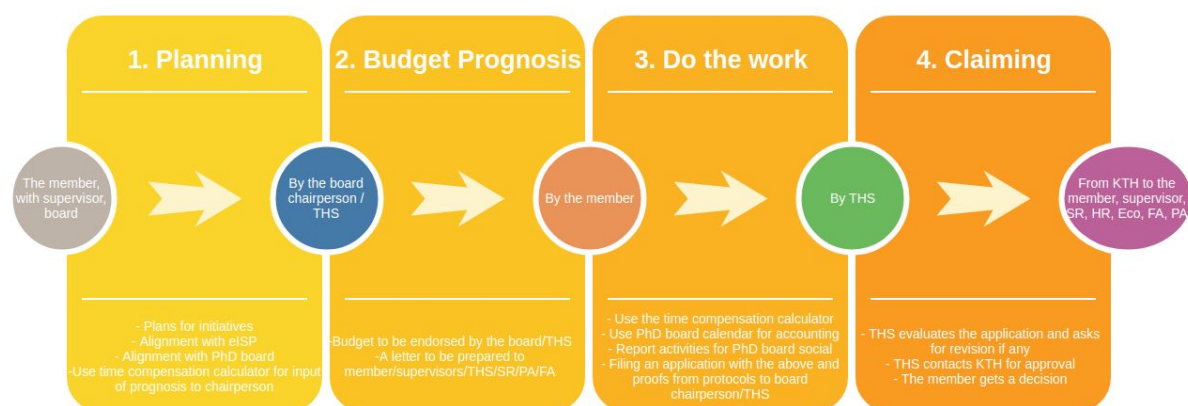 1. Planning
2. Budget Prognosis
3. Do the work
4. Claiming
The member,
with supervisor,
board
By the board
chairperson /
THS
By the member
By THS
From KTH to the
member, supervisor,
SR, HR, Eco, FA, PA
- Plans for initiatives
- Alignment with eISP
- Alignment with PhD board
-Use time compensation calculator for input
of prognosis to chairperson
-Budget to be endorsed by the board/THS
-A letter to be prepared to
member/supervisors/THS/SR/PA/FA
- Use the time compensation calculator
- Use PhD board calendar for accounting
- Report activities for PhD board social
- Filing an application with the above and
proofs from protocols to board
chairperson/THS
- THS evaluates the application and asks
for revision if any
- THS contacts KTH for approval
- The member gets a decision